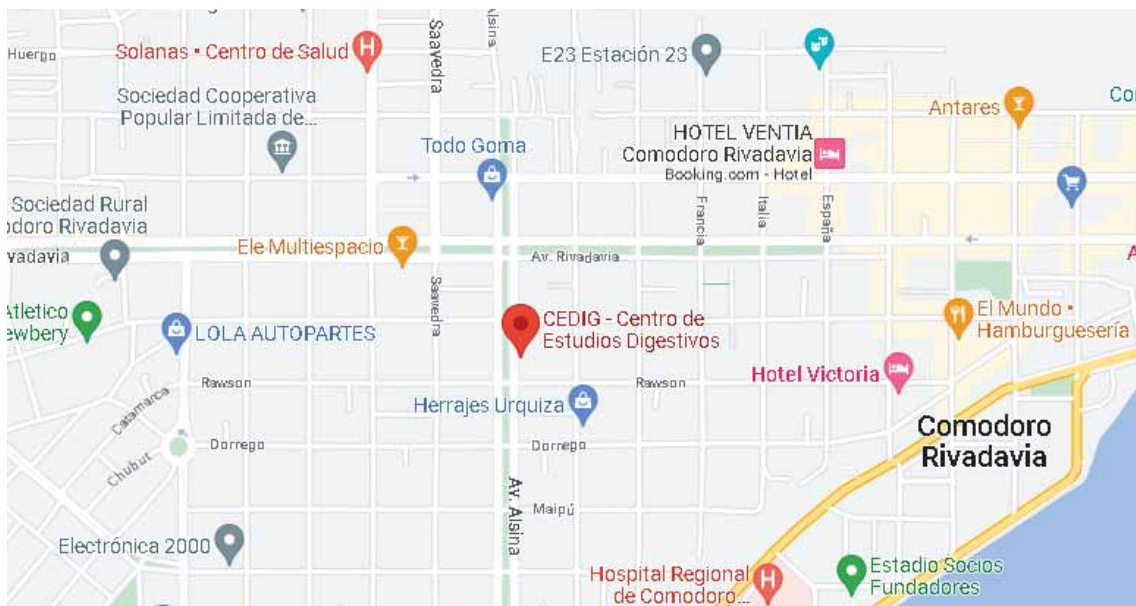 Huergo
Solanas • Centro de Salud
Saavedra
Alsina
E23 Estación 23
Sociedad Cooperativa
Popular Limitada de...
Antares
Todo Goma
HOTEL VENTIA
Comodoro Rivadavia
Booking.com - Hotel
Sociedad Rural
odoro Rivadavia
Francia
Italia
España
vadavia
Ele Multiespacio
Av. Rivadavia
Atletico
ewbery
LOLA AUTOPARTES
Saavedra
CEDIG - Centro de
Estudios Digestivos
El Mundo •
Hamburguesería
Rawson
Rawson
Hotel Victoria
Catamarca
Herrajes Urquiza
Comodoro
Rivadavia
Dorrego
Dorrego
Chubut
Av. Alsina
Maipú
Electrónica 2000
Hospital Regional
de Comodoro...
Estadio Socios
Fundadores